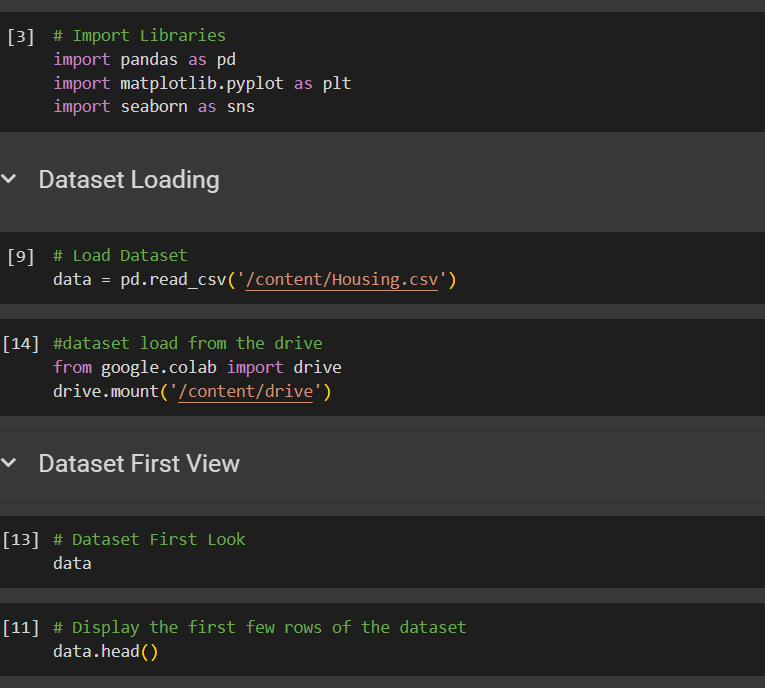 [3] # Import Libraries
import pandas as pd
import matplotlib.pyplot as plt
import seaborn as sns
Dataset Loading
[9] # Load Dataset
data = pd.read_csv('/content/Housing.csv')
[14] #dataset load from the drive
from google.colab import drive
drive.mount('/content/drive')
Dataset First View
[13] # Dataset First Look
data
[11] # Display the first few rows of the dataset
data.head()